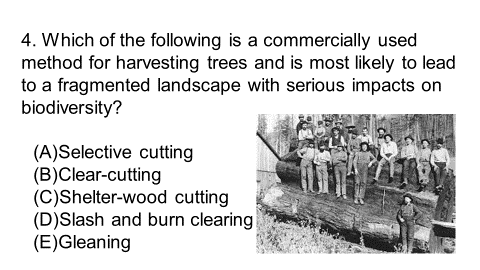 4. Which of the following is a commercially used
method for harvesting trees and is most likely to lead
to a fragmented landscape with serious impacts on
biodiversity?
(A)Selective cutting
(B)Clear-cutting
(C)Shelter-wood cutting
(D)Slash and burn clearing
(E)Gleaning